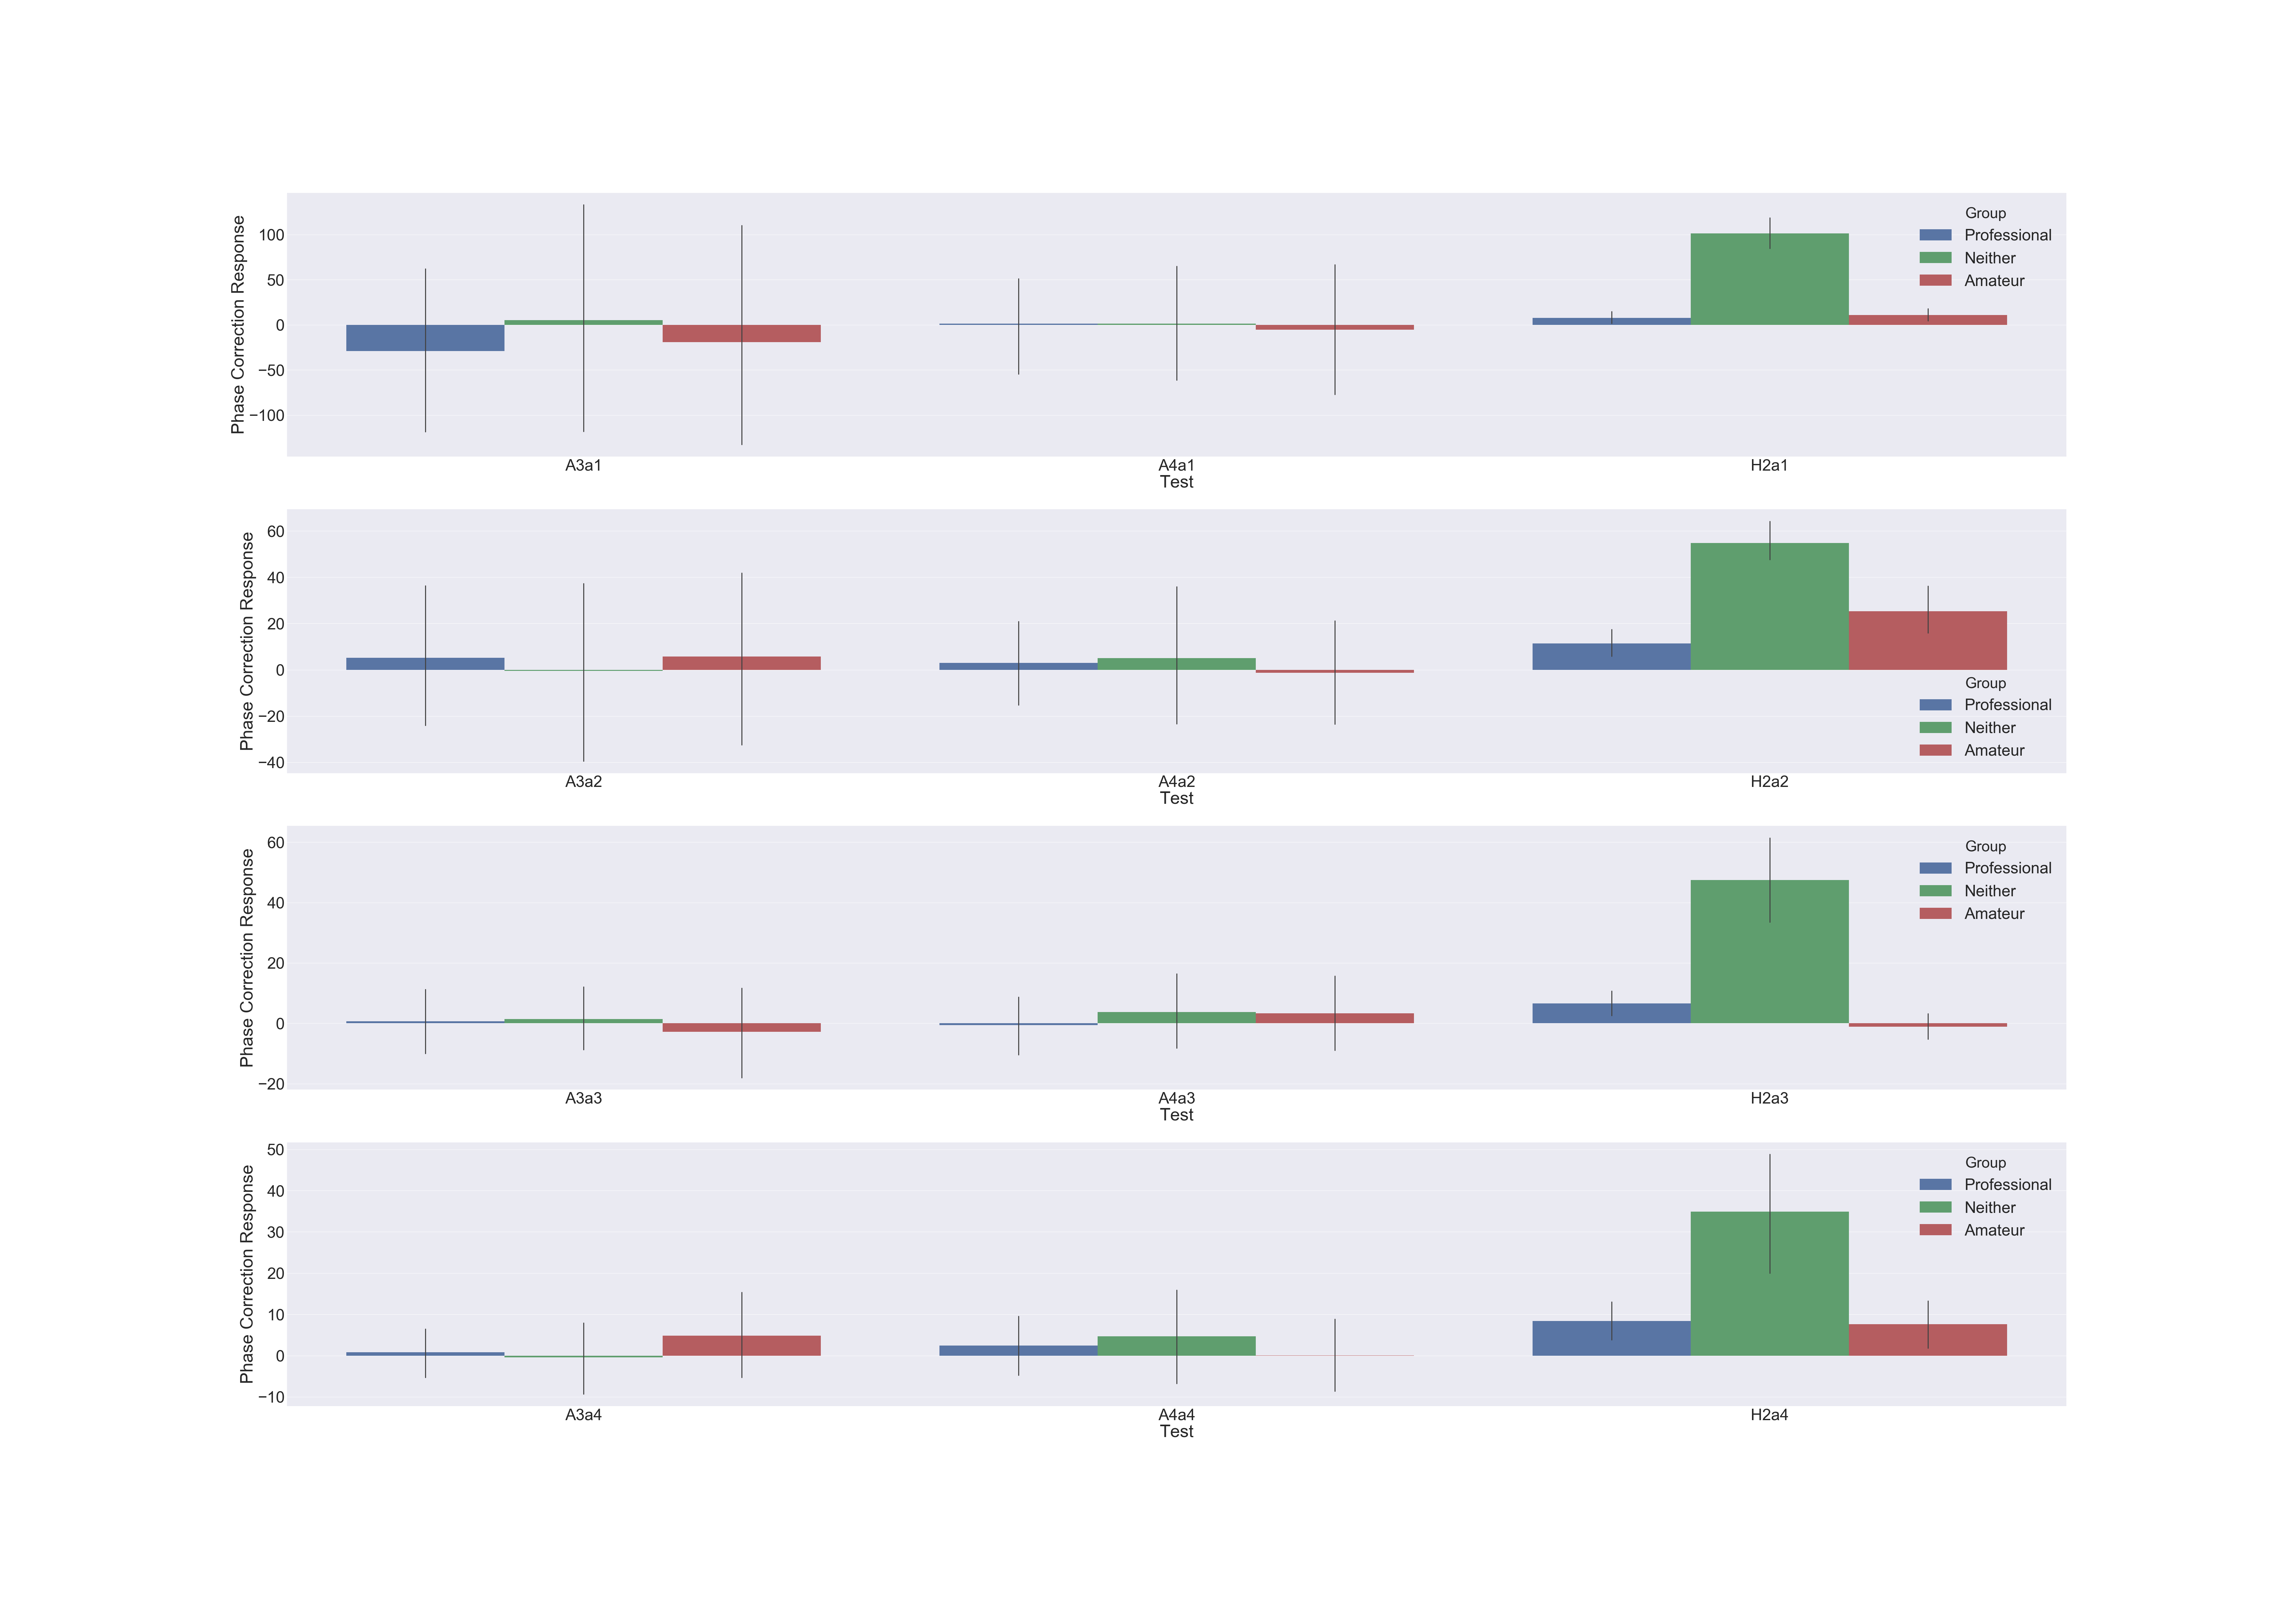 Phase Correction Response
100
50
0
−50
−100
Group
Professional
Neither
Amateur
A3a1 A4a1 H2a1
Test
Phase Correction Response
60
40
20
0
−20
−40
Group
Professional
Neither
Amateur
A3a2 A4a2 H2a2
Test
Phase Correction Response
60
40
20
0
−20
Group
Professional
Neither
Amateur
A3a3 A4a3 H2a3
Test
Phase Correction Response
50
40
30
20
10
0
−10
Group
Professional
Neither
Amateur
A3a4 A4a4 H2a4
Test